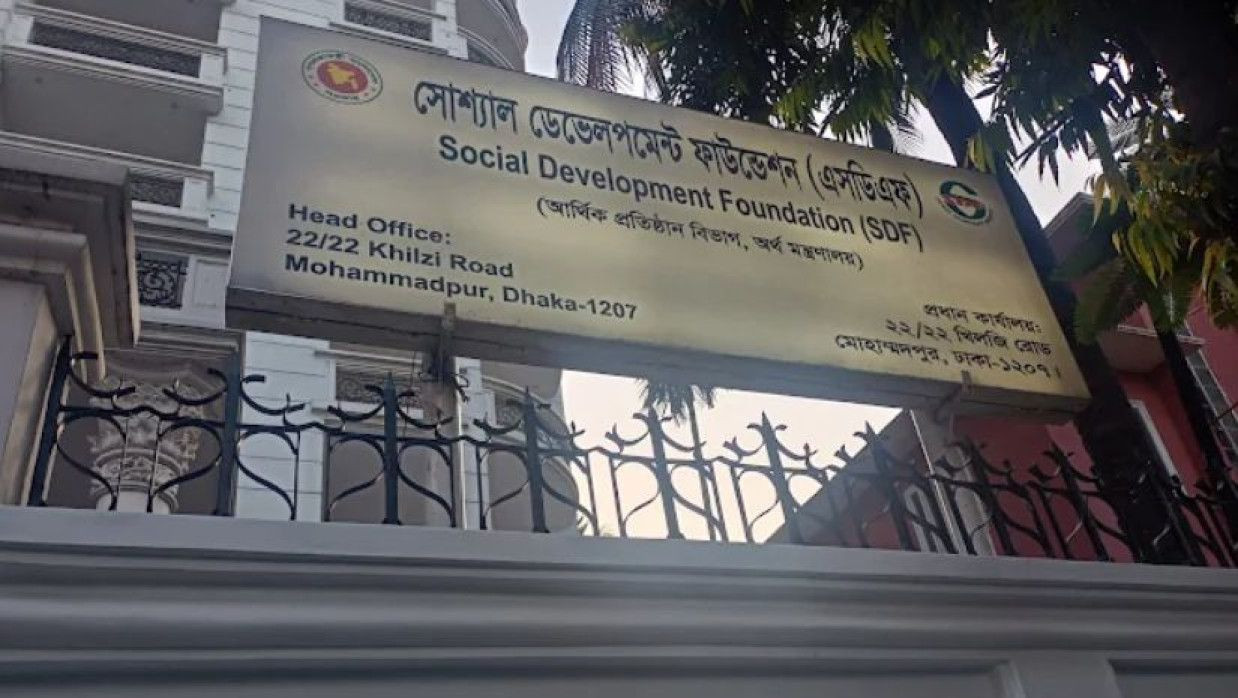 সোশ্যাল ডেভেলপমেন্ট ফাউন্ডেশন (এসডিএফ)
Social Development Foundation (SDF)
(আর্থিক প্রতিষ্ঠান বিভাগ, অর্থ মন্ত্রণালয়)
Head Office:
22/22 Khilzi Road
Mohammadpur, Dhaka-1207
প্রধান কার্যালয়:
২২/২২ খিলজি রোড
মোহাম্মদপুর, ঢাকা-১২০৭।